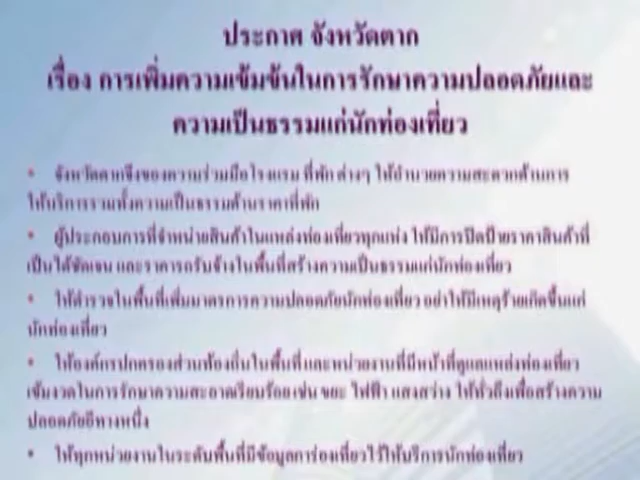 ประกาศ จังหวัดตาก
เรื่อง การเพิ่มความเข้มข้นในการรักษาความปลอดภัยและ
ความเป็นธรรมแก่นักท่องเที่ยว
• จังหวัดตากจึงขอความร่วมมือโรงแรม ที่พัก ต่างๆ ให้อำนวยความสะดวกด้านการ
ให้บริการรวมทั้งความเป็นธรรมด้านราคาที่พัก
• ผู้ประกอบการที่จำหน่ายสินค้าในแหล่งท่องเที่ยวทุกแห่ง ให้มีการปิดป้ายราคาสินค้าที่
เป็นได้ชัดเจน และราคารถรับจ้างในพื้นที่สร้างความเป็นธรรมแก่นักท่องเที่ยว
• ให้ตำรวจในพื้นที่เพิ่มมาตรการความปลอดภัยนักท่องเที่ยว อย่าให้มีเหตุร้ายเกิดขึ้นแก่
นักท่องเที่ยว
• ให้องค์กรปกครองส่วนท้องถิ่นในพื้นที่ และหน่วยงานที่มีหน้าที่ดูแลแหล่งท่องเที่ยว
เข้มงวดในการรักษาความสะอาดเรียบร้อย เช่น ขยะ ไฟฟ้า แสงสว่าง ให้ทั่วถึงเพื่อสร้างความ
ปลอดภัยอีกทางหนึ่ง
• ให้ทุกหน่วยงานในระดับพื้นที่มีข้อมูลการ่องเที่ยวไว้ให้บริการนักท่องเที่ยว